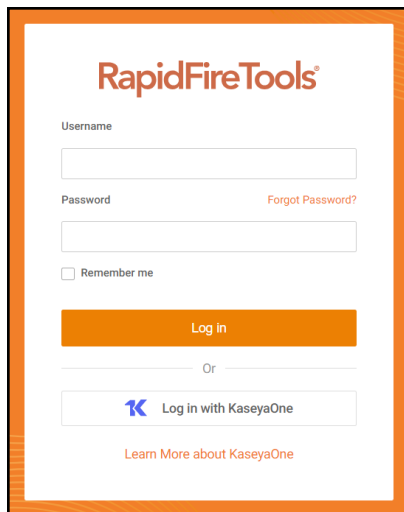 RapidFireTools®
Username
Password Forgot Password?
Remember me
Log in
Or
Log in with KaseyaOne
Learn More about KaseyaOne